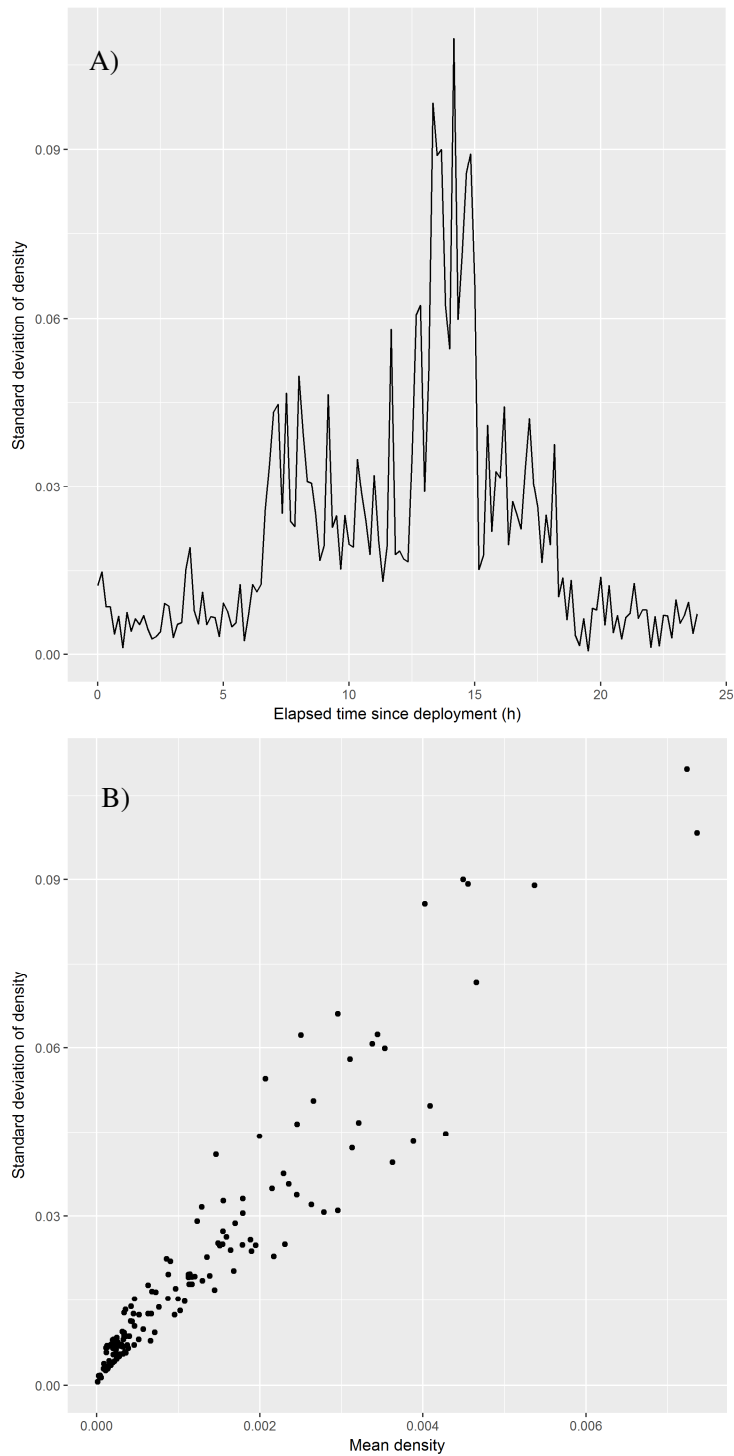 A)
0.09
0.06
0.03
0.00
Standard deviation of density
0 5 10 15 20 25
Elapsed time since deployment (h)
B)
0.09
0.06
0.03
0.00
Standard deviation of density
0.000 0.002 0.004 0.006
Mean density